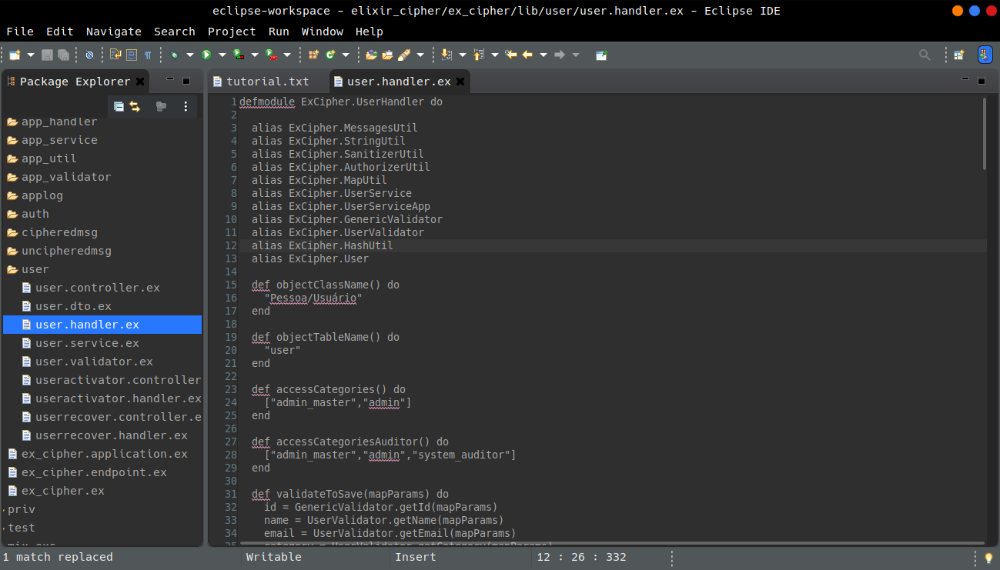 eclipse-workspace - elixir_cipher/ex_cipher/lib/user/user.handler.ex - Eclipse IDE
File Edit Navigate Search Project Run Window Help
Package Explorer
app_handler
app_service
app_util
app_validator
applog
auth
cipheredmsg
uncipheredmsg
user
user.controller.ex
user.dto.ex
user.handler.ex
user.service.ex
user.validator.ex
useractivator.controller
useractivator.handler.ex
userrecover.controller.e
userrecover.handler.ex
ex_cipher.application.ex
ex_cipher.endpoint.ex
ex_cipher.ex
priv
test
mix.exs
tutorial.txt
user.handler.ex
1 defmodule ExCipher.UserHandler do
2
3 alias ExCipher.MessagesUtil
4 alias ExCipher.StringUtil
5 alias ExCipher.SanitizerUtil
6 alias ExCipher.AuthorizerUtil
7 alias ExCipher.MapUtil
8 alias ExCipher.UserService
9 alias ExCipher.UserServiceApp
10 alias ExCipher.GenericValidator
11 alias ExCipher.UserValidator
12 alias ExCipher.HashUtil
13 alias ExCipher.User
14
15 def objectClassName() do
16 "Pessoa/Usuário"
17 end
18
19 def objectTableName() do
20 "user"
21 end
22
23 def accessCategories() do
24 ["admin_master","admin"]
25 end
26
27 def accessCategoriesAuditor() do
28 ["admin_master","admin","system_auditor"]
29 end
30
31 def validateToSave(mapParams) do
32 id = GenericValidator.getId(mapParams)
33 name = UserValidator.getName(mapParams)
34 email = UserValidator.getEmail(mapParams)
35 category = UserValidator.getCategory(mapParams)
1 match replaced
Writable
Insert
12 : 26 : 332